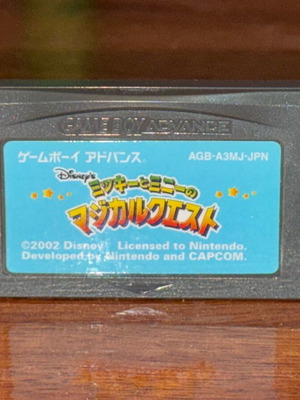 GAME BOY ADVANCE
ゲームボーイ アドバンス® AGB-A3MJ-JPN
Disney's
ミッキーとミニーの
マジカルクエスト
©2002 Disney Licensed to Nintendo.
Developed by Nintendo and CAPCOM.